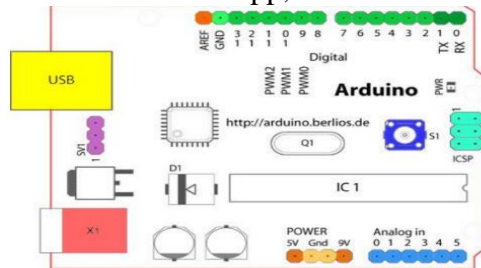 AREF GND 13 12 11 10 9 8 7 6 5 4 3 2 1 0
TX RX
Digital
PWM2 PWM1 PWM0
PWR
USB
Arduino
http://arduino.berlios.de
S1
1
ICSP
SV1
1
Q1
D1
IC 1
X1
POWER
5V Gnd 9V
Analog in
0 1 2 3 4 5